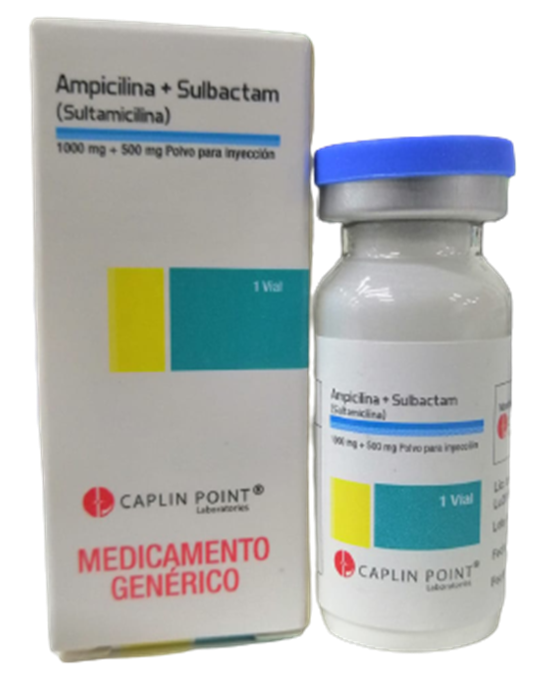 Ampicilina + Sulbactam
(Sultamicilina)
1000 mg + 500 mg Polvo para inyección
1 Vial
CAPLIN POINT®
Laboratories
MEDICAMENTO
GENÉRICO
Ampicilina + Sulbactam
(Sultamicilina)
1000 mg + 500 mg Polvo para inyección
1 Vial
CAPLIN POINT®
Laboratories